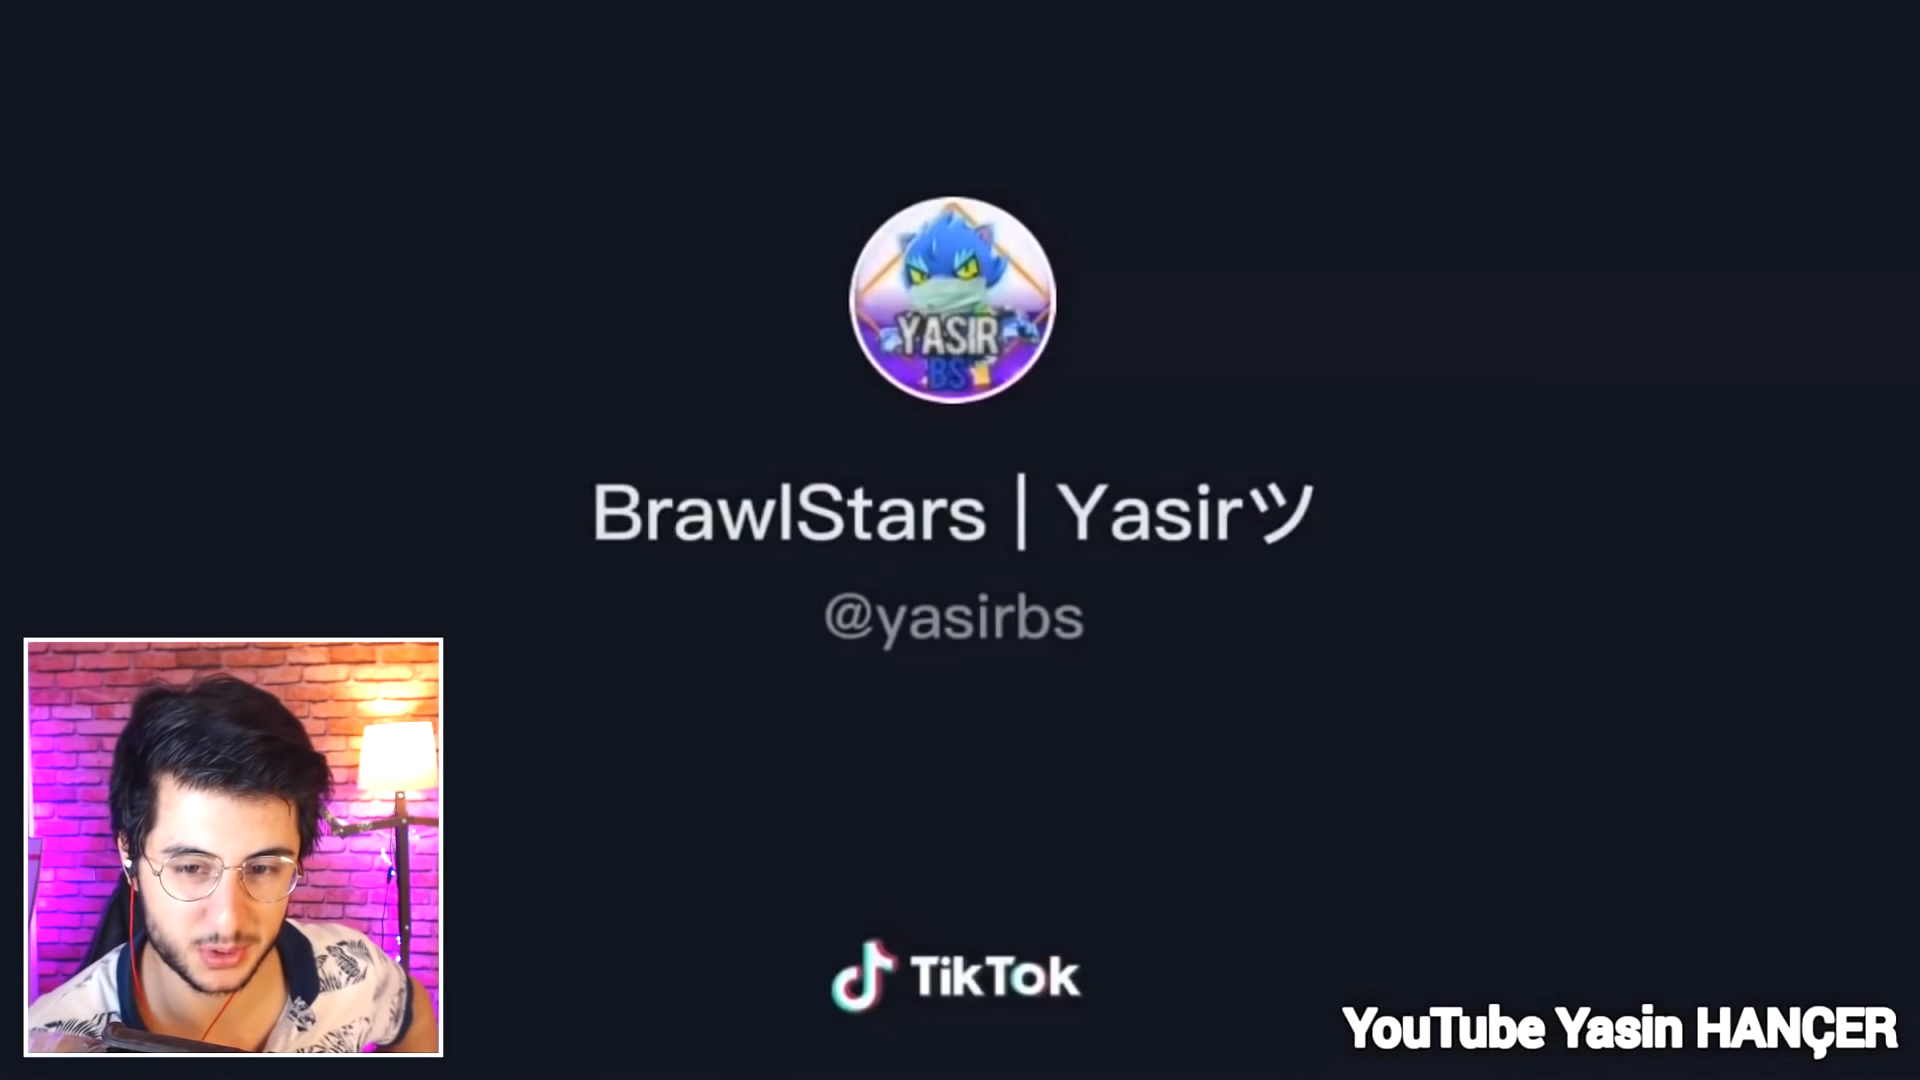 YASIR
BS
BrawlStars | Yasirツ
@yasirbs
TikTok
YouTube Yasin HANÇER